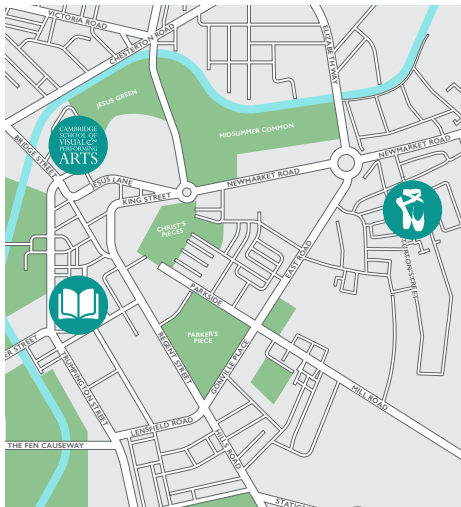 VICTORIA ROAD
CHESTERTON ROAD
ELIZABETH WAY
JESUS GREEN
MIDSUMMER COMMON
CAMBRIDGE
SCHOOL OF
VISUAL &
PERFORMING
ARTS
BRIDGE STREET
NEWMARKET ROAD
JESUS LANE
NEWMARKET ROAD
KING STREET
CHRIST'S
PIECES
EAST ROAD
PARKSIDE
PARKER'S
PIECE
REGENT STREET
GONVILLE PLACE
ER STREET
TRUMPINGTON STREET
MILL ROAD
LENSFIELD ROAD
HILLS ROAD
THE FEN CAUSEWAY